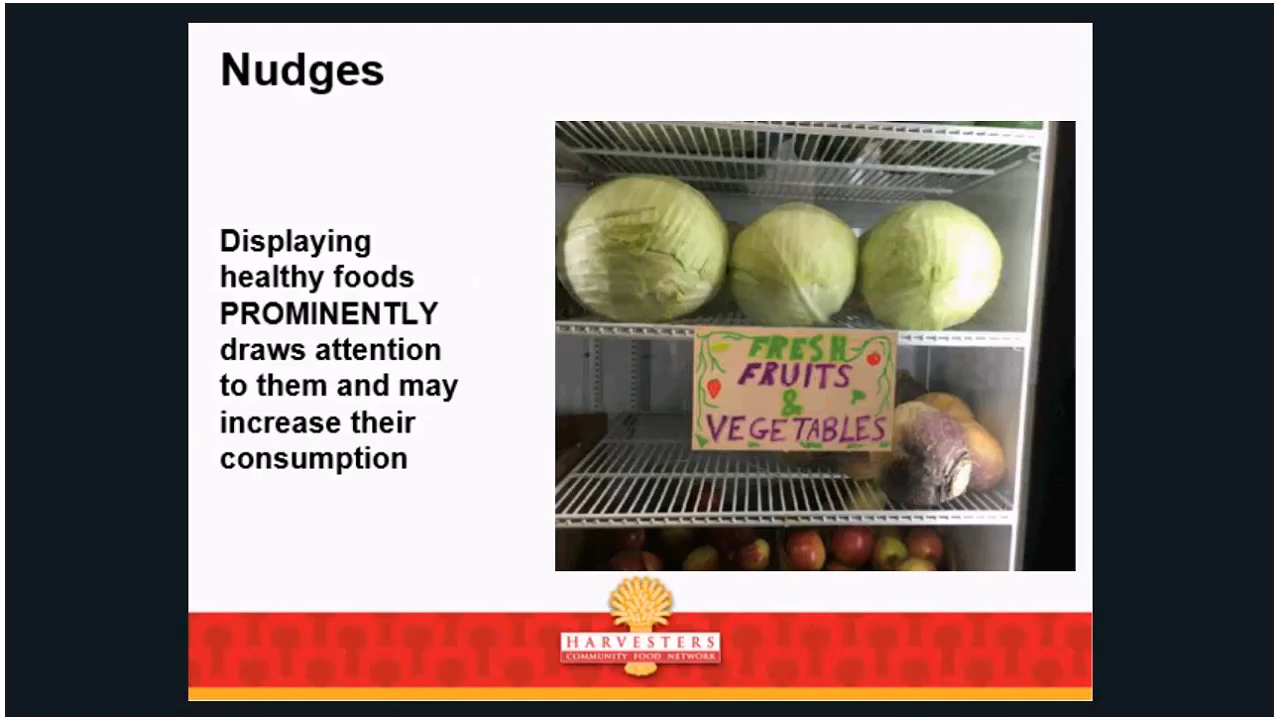 Nudges
Displaying
healthy foods
PROMINENTLY
draws attention
to them and may
increase their
consumption
FRESH
FRUITS
&
VEGETABLES
HARVESTERS
COMMUNITY FOOD NETWORK